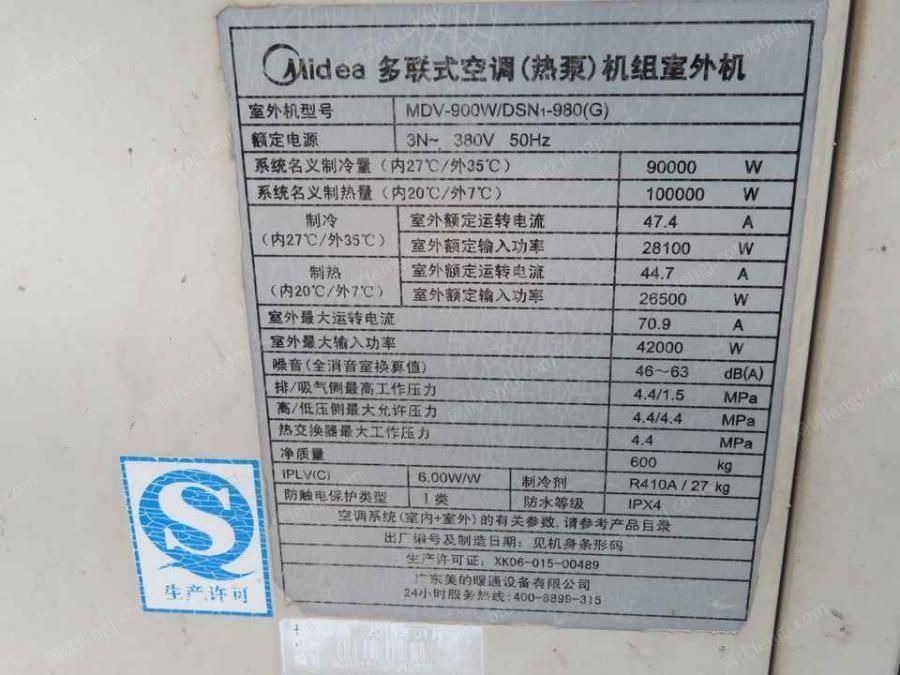 Midea 多联式空调(热泵)机组室外机
室外机型号 MDV-900W/DSN1-980(G)
额定电源 3N~ 380V 50Hz
系统名义制冷量(内27℃/外35℃) 90000 W
系统名义制热量(内20℃/外7℃) 100000 W
制冷 (内27℃/外35℃) 室外额定运转电流 47.4 A
室外额定输入功率 28100 W
制热 (内20℃/外7℃) 室外额定运转电流 44.7 A
室外额定输入功率 26500 W
室外最大运转电流 70.9 A
室外最大输入功率 42000 W
噪音(全消音室换算值) 46~63 dB(A)
排/吸气侧最高工作压力 4.4/1.5 MPa
高/低压侧最大允许压力 4.4/4.4 MPa
热交换器最大工作压力 4.4 MPa
净质量 600 kg
IPLV(C) 6.00W/W 制冷剂 R410A / 27 kg
防触电保护类型 I类 防水等级 IPX4
空调系统(室内+室外)的有关参数,请参考产品目录
出厂编号及制造日期: 见机身条形码
生产许可证: XK06-015-00489
广东美的暖通设备有限公司
24小时服务热线:400-8899-315
QS
生产许可